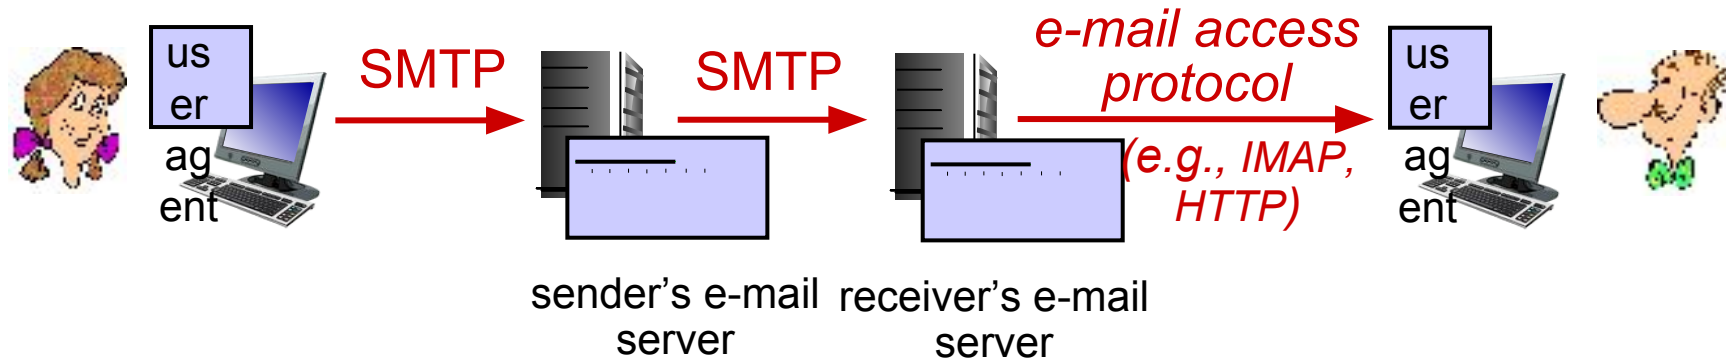 us
er
ag
ent
SMTP
SMTP
e-mail access
protocol
(e.g., IMAP,
HTTP)
us
er
ag
ent
sender’s e-mail
server
receiver’s e-mail
server